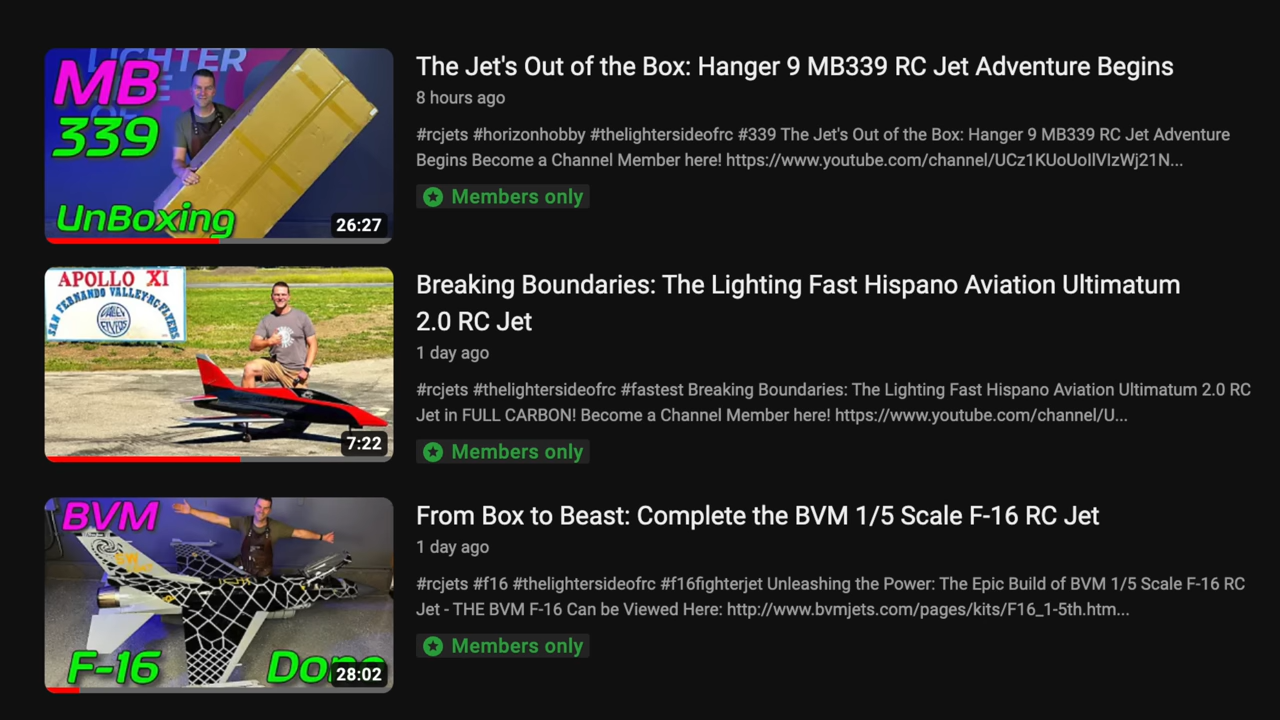 LIGHTER
MB
339
UnBoxing
26:27
The Jet's Out of the Box: Hanger 9 MB339 RC Jet Adventure Begins
8 hours ago
#rcjets #horizonhobby #thelightersideofrc #339 The Jet's Out of the Box: Hanger 9 MB339 RC Jet Adventure
Begins Become a Channel Member here! https://www.youtube.com/channel/UCz1KUoUoIlVIzWj21N...
Members only
APOLLO XI
SAN FERNANDO VALLEY RC FLYERS
VALLEY
FLYERS
7:22
Breaking Boundaries: The Lighting Fast Hispano Aviation Ultimatum
2.0 RC Jet
1 day ago
#rcjets #thelightersideofrc #fastest Breaking Boundaries: The Lighting Fast Hispano Aviation Ultimatum 2.0 RC
Jet in FULL CARBON! Become a Channel Member here! https://www.youtube.com/channel/U...
Members only
BVM
F-16
Done
28:02
From Box to Beast: Complete the BVM 1/5 Scale F-16 RC Jet
1 day ago
#rcjets #f16 #thelightersideofrc #f16fighterjet Unleashing the Power: The Epic Build of BVM 1/5 Scale F-16 RC
Jet - THE BVM F-16 Can be Viewed Here: http://www.bvmjets.com/pages/kits/F16_1-5th.htm...
Members only